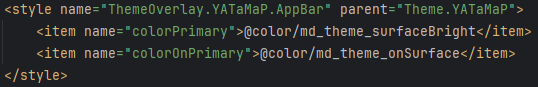 <style name="ThemeOverlay.YATaMaP.AppBar" parent="Theme.YATaMaP">
    <item name="colorPrimary">@color/md_theme_surfaceBright</item>
    <item name="colorOnPrimary">@color/md_theme_onSurface</item>
</style>